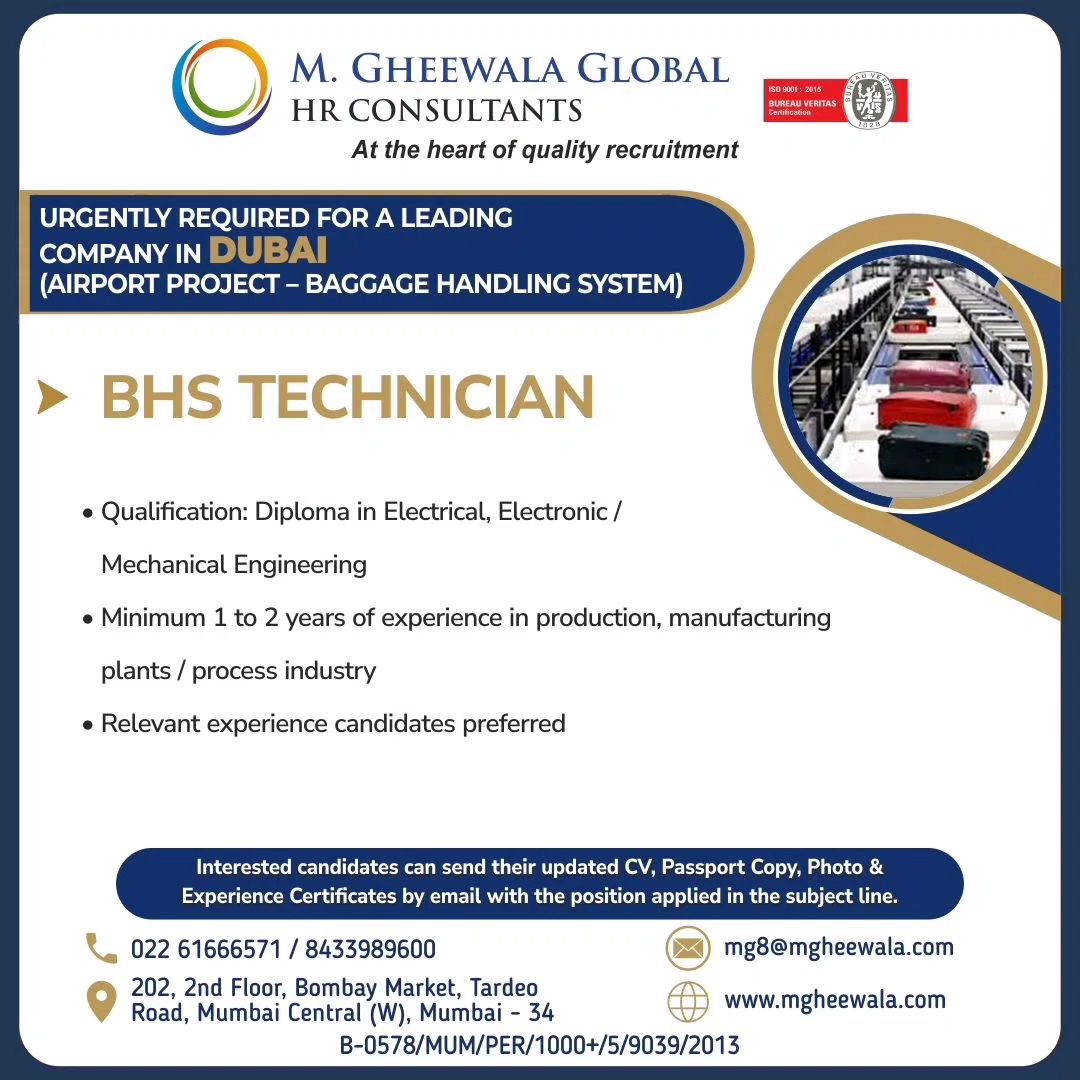 M. GHEEWALA GLOBAL
HR CONSULTANTS
At the heart of quality recruitment
ISO 9001 : 2015
BUREAU VERITAS
Certification
BUREAU VERITAS
1828
URGENTLY REQUIRED FOR A LEADING
COMPANY IN DUBAI
(AIRPORT PROJECT – BAGGAGE HANDLING SYSTEM)
BHS TECHNICIAN
• Qualification: Diploma in Electrical, Electronic /
Mechanical Engineering
• Minimum 1 to 2 years of experience in production, manufacturing
plants / process industry
• Relevant experience candidates preferred
Interested candidates can send their updated CV, Passport Copy, Photo &
Experience Certificates by email with the position applied in the subject line.
022 61666571 / 8433989600
mg8@mgheewala.com
202, 2nd Floor, Bombay Market, Tardeo
Road, Mumbai Central (W), Mumbai - 34
www.mgheewala.com
B-0578/MUM/PER/1000+/5/9039/2013